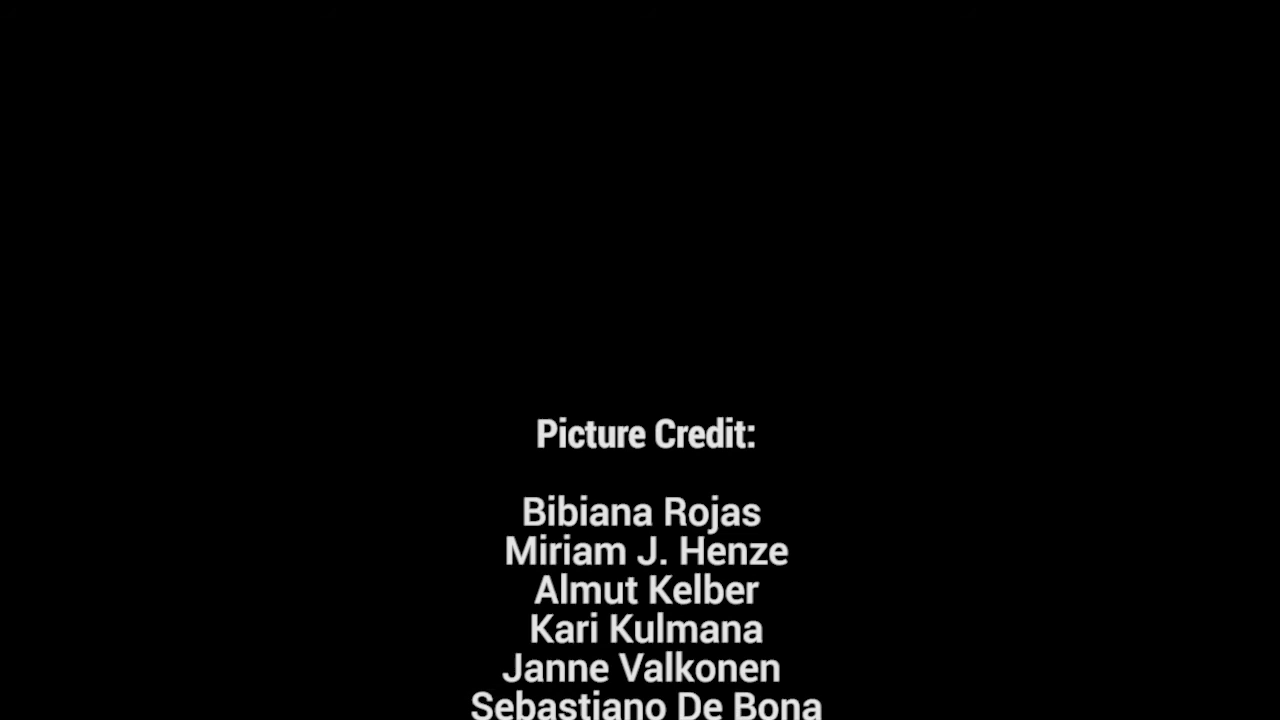 Picture Credit:
Bibiana Rojas
Miriam J. Henze
Almut Kelber
Kari Kulmana
Janne Valkonen
Sebastiano De Bona